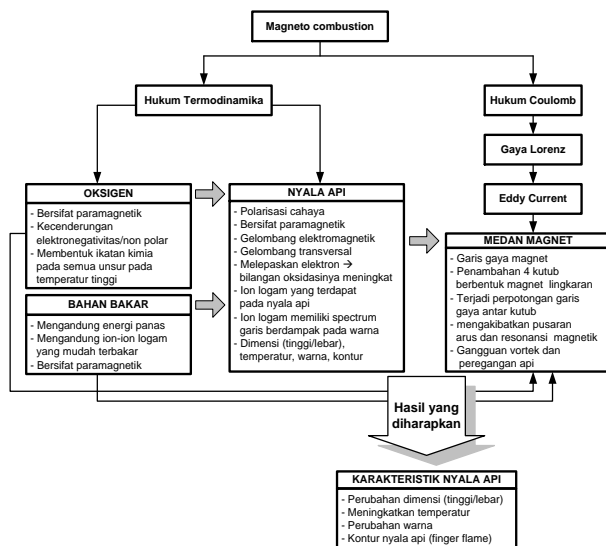 Magneto combustion
Hukum Termodinamika
Hukum Coulomb
Gaya Lorenz
Eddy Current
OKSIGEN
- Bersifat paramagnetik
- Kecenderungan
elektronegativitas/non polar
- Membentuk ikatan kimia
pada semua unsur pada
temperatur tinggi
BAHAN BAKAR
- Mengandung energi panas
- Mengandung ion-ion logam
yang mudah terbakar
- Bersifat paramagnetik
NYALA API
- Polarisasi cahaya
- Bersifat paramagnetik
- Gelombang elektromagnetik
- Gelombang transversal
- Melepaskan elektron →
bilangan oksidasinya meningkat
- Ion logam yang terdapat
pada nyala api
- Ion logam memiliki spectrum
garis berdampak pada warna
- Dimensi (tinggi/lebar),
temperatur, warna, kontur
MEDAN MAGNET
- Garis gaya magnet
- Penambahan 4 kutub
berbentuk magnet lingkaran
- Terjadi perpotongan garis
gaya antar kutub
- mengakibatkan pusaran
arus dan resonansi magnetik
- Gangguan vortek dan
peregangan api
Hasil yang
diharapkan
KARAKTERISTIK NYALA API
- Perubahan dimensi (tinggi/lebar)
- Meningkatkan temperatur
- Perubahan warna
- Kontur nyala api (finger flame)